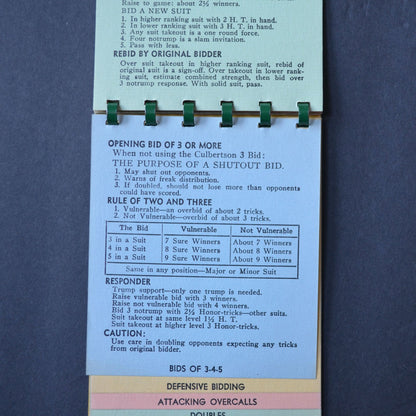 Raise to game: about 2½ winners.
BID A NEW SUIT
1. In higher ranking suit with 2 H. T. in hand.
2. In lower ranking suit with 3 H. T. in hand.
3. Any suit takeout is a one round force.
4. Four notrump is a slam invitation.
5. Pass with less.
REBID BY ORIGINAL BIDDER
Over suit takeout in higher ranking suit, rebid of
original suit is a sign-off. Over takeout in lower rank-
ing suit, estimate combined strength, then bid over
3 notrump response. With solid suit, pass.
OPENING BID OF 3 OR MORE
When not using the Culbertson 3 Bid:
THE PURPOSE OF A SHUTOUT BID.
1. May shut out opponents.
2. Warns of freak distribution.
3. If doubled, should not lose more than opponents
could have scored.
RULE OF TWO AND THREE
1. Vulnerable—an overbid of about 2 tricks.
2. Not Vulnerable—overbid of about 3 tricks.
The Bid Vulnerable Not Vulnerable
3 in a Suit 7 Sure Winners About 7 Winners
4 in a Suit 8 Sure Winners About 8 Winners
5 in a Suit 9 Sure Winners About 9 Winners
Same in any position—Major or Minor Suit
RESPONDER
Trump support—only one trump is needed.
Raise vulnerable bid with 3 winners.
Raise not vulnerable bid with 4 winners.
Bid 3 notrump with 2½ Honor-tricks—other suits.
Suit takeout at same level 1½ H. T.
Suit takeout at higher level 3 Honor-tricks.
CAUTION:
Use care in doubling opponents expecting any tricks
from original bidder.
BIDS OF 3-4-5
DEFENSIVE BIDDING
ATTACKING OVERCALLS
DOUBLES